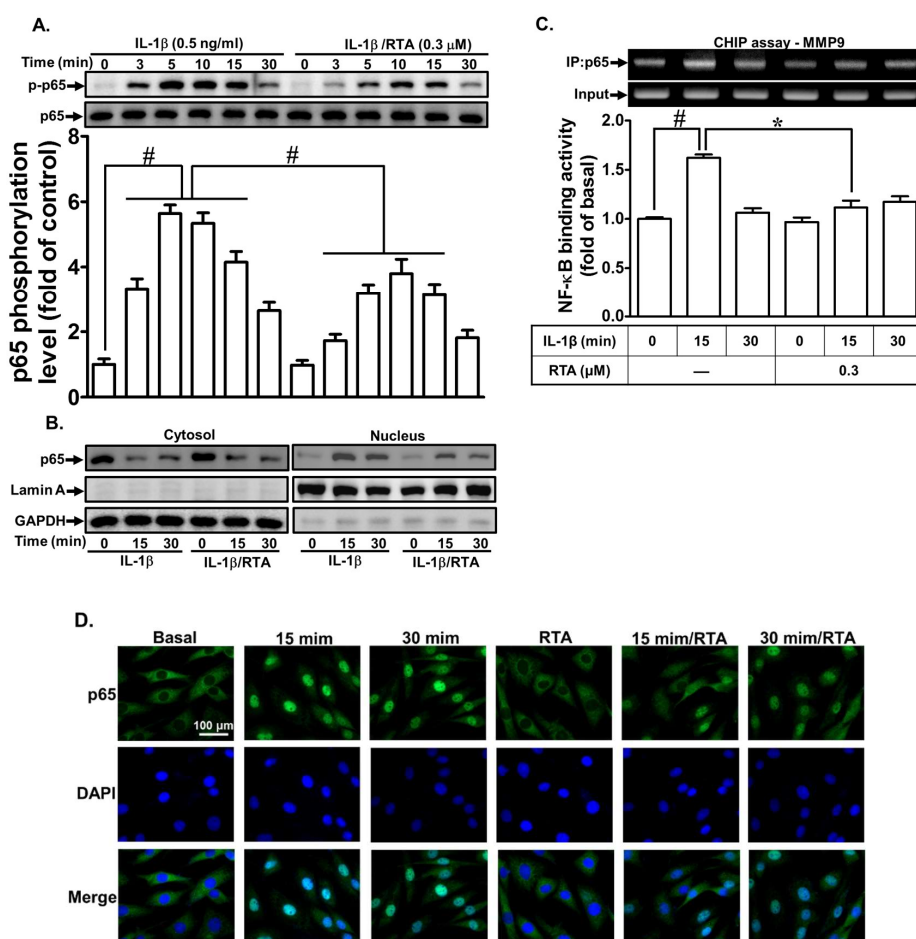 A.
IL-1β (0.5 ng/ml) IL-1β /RTA (0.3 μM)
Time (min) 0 3 5 10 15 30 0 3 5 10 15 30
p-p65
p65
p65 phosphorylation
level (fold of control)
8
6
4
2
0
# #
B.
Cytosol Nucleus
p65
Lamin A
GAPDH
Time (min) 0 15 30 0 15 30 0 15 30 0 15 30
IL-1β IL-1β/RTA IL-1β IL-1β/RTA
C.
CHIP assay - MMP9
IP:p65
Input
NF-κB binding activity
(fold of basal)
2.0
1.5
1.0
0.5
0.0
# *
IL-1β (min) 0 15 30 0 15 30
RTA (μM) — 0.3
D.
Basal 15 mim 30 mim RTA 15 mim/RTA 30 mim/RTA
p65
100 μm
DAPI
Merge